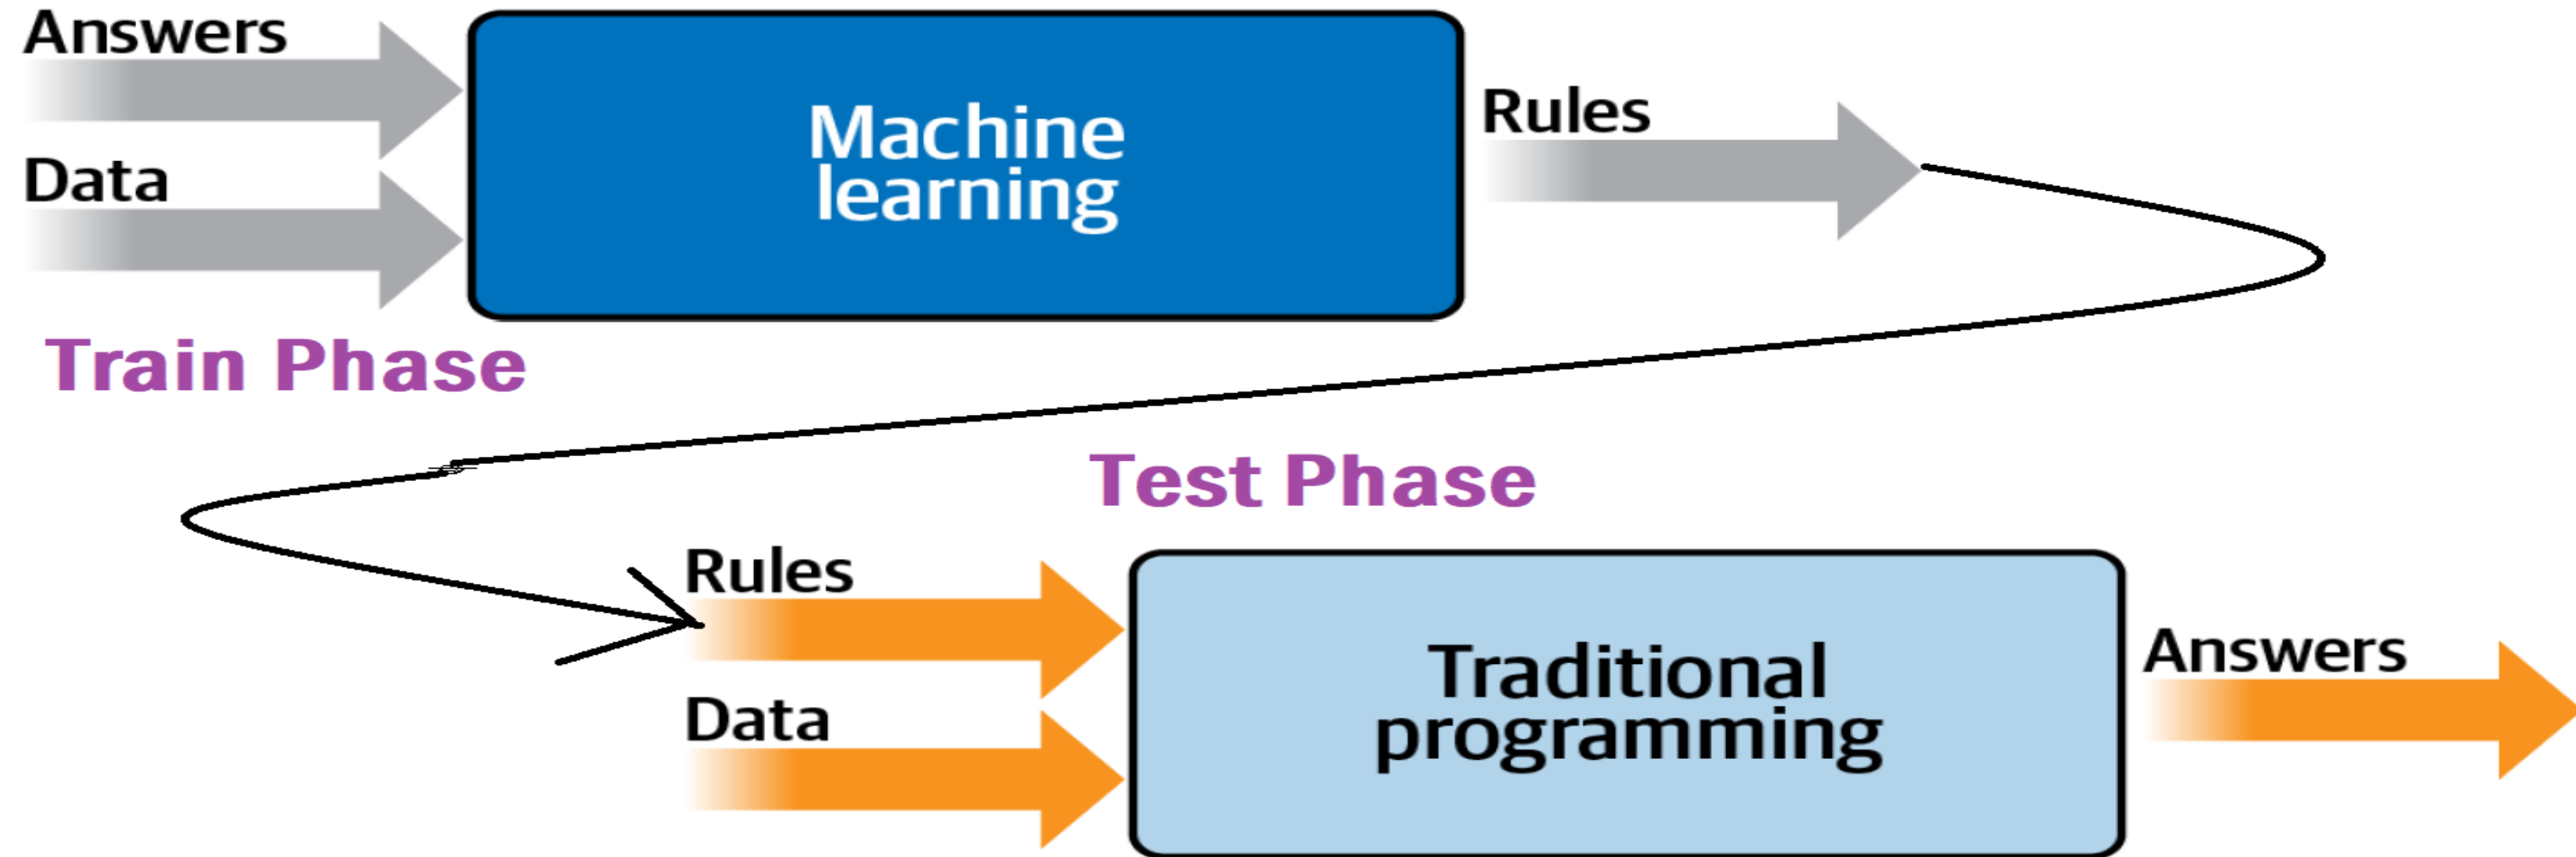 Answers
Data
Machine
learning
Rules
Train Phase
Test Phase
Rules
Data
Traditional
programming
Answers